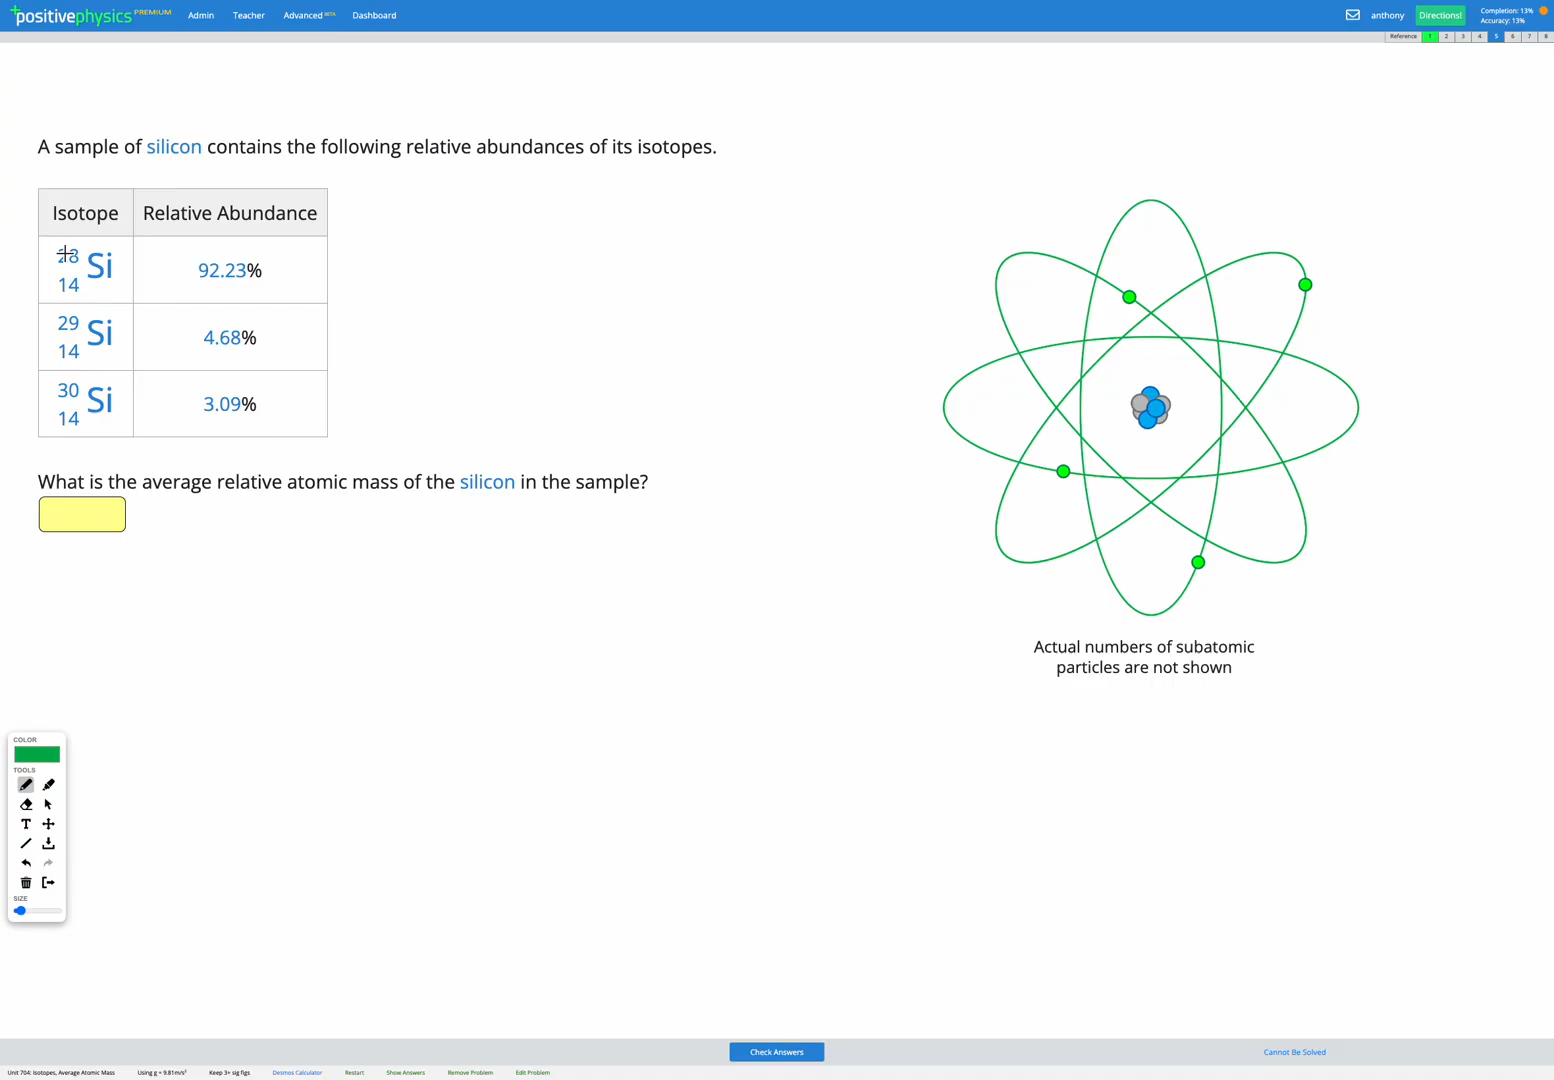 positivephysics PREMIUM Admin Teacher Advanced BETA Dashboard anthony Directions! Completion: 13%
Accuracy: 13%
Reference 1 2 3 4 5 6 7 8
A sample of silicon contains the following relative abundances of its isotopes.
Isotope Relative Abundance
28
14 Si 92.23%
29
14 Si 4.68%
30
14 Si 3.09%
What is the average relative atomic mass of the silicon in the sample?
Actual numbers of subatomic
particles are not shown
COLOR
TOOLS
T
SIZE
Check Answers Cannot Be Solved
Unit 704: Isotopes, Average Atomic Mass Using g = 9.81m/s² Keep 3+ sig figs Desmos Calculator Restart Show Answers Remove Problem Edit Problem